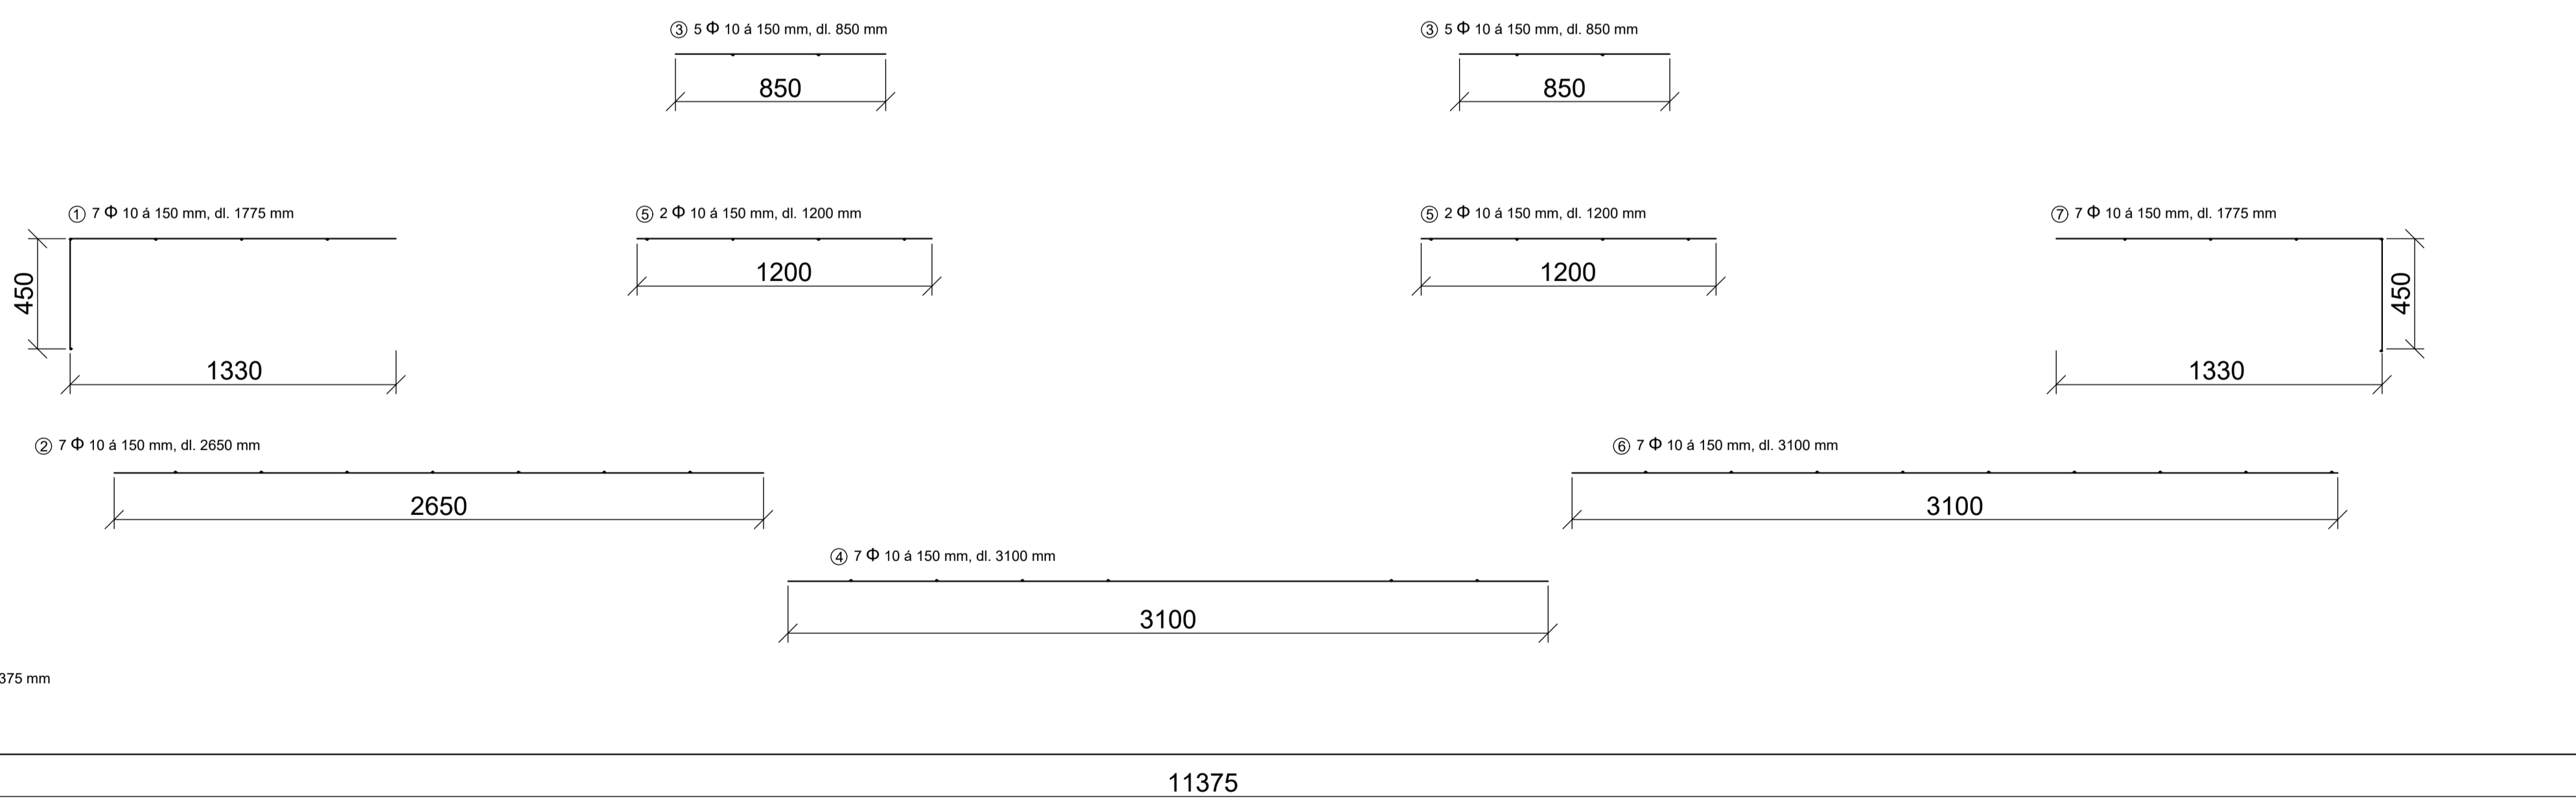 ③ 5 Φ 10 á 150 mm, dl. 850 mm
③ 5 Φ 10 á 150 mm, dl. 850 mm
850
850
① 7 Φ 10 á 150 mm, dl. 1775 mm
⑤ 2 Φ 10 á 150 mm, dl. 1200 mm
⑤ 2 Φ 10 á 150 mm, dl. 1200 mm
⑦ 7 Φ 10 á 150 mm, dl. 1775 mm
450
1200
1200
450
1330
1330
② 7 Φ 10 á 150 mm, dl. 2650 mm
⑥ 7 Φ 10 á 150 mm, dl. 3100 mm
2650
3100
④ 7 Φ 10 á 150 mm, dl. 3100 mm
3100
375 mm
11375